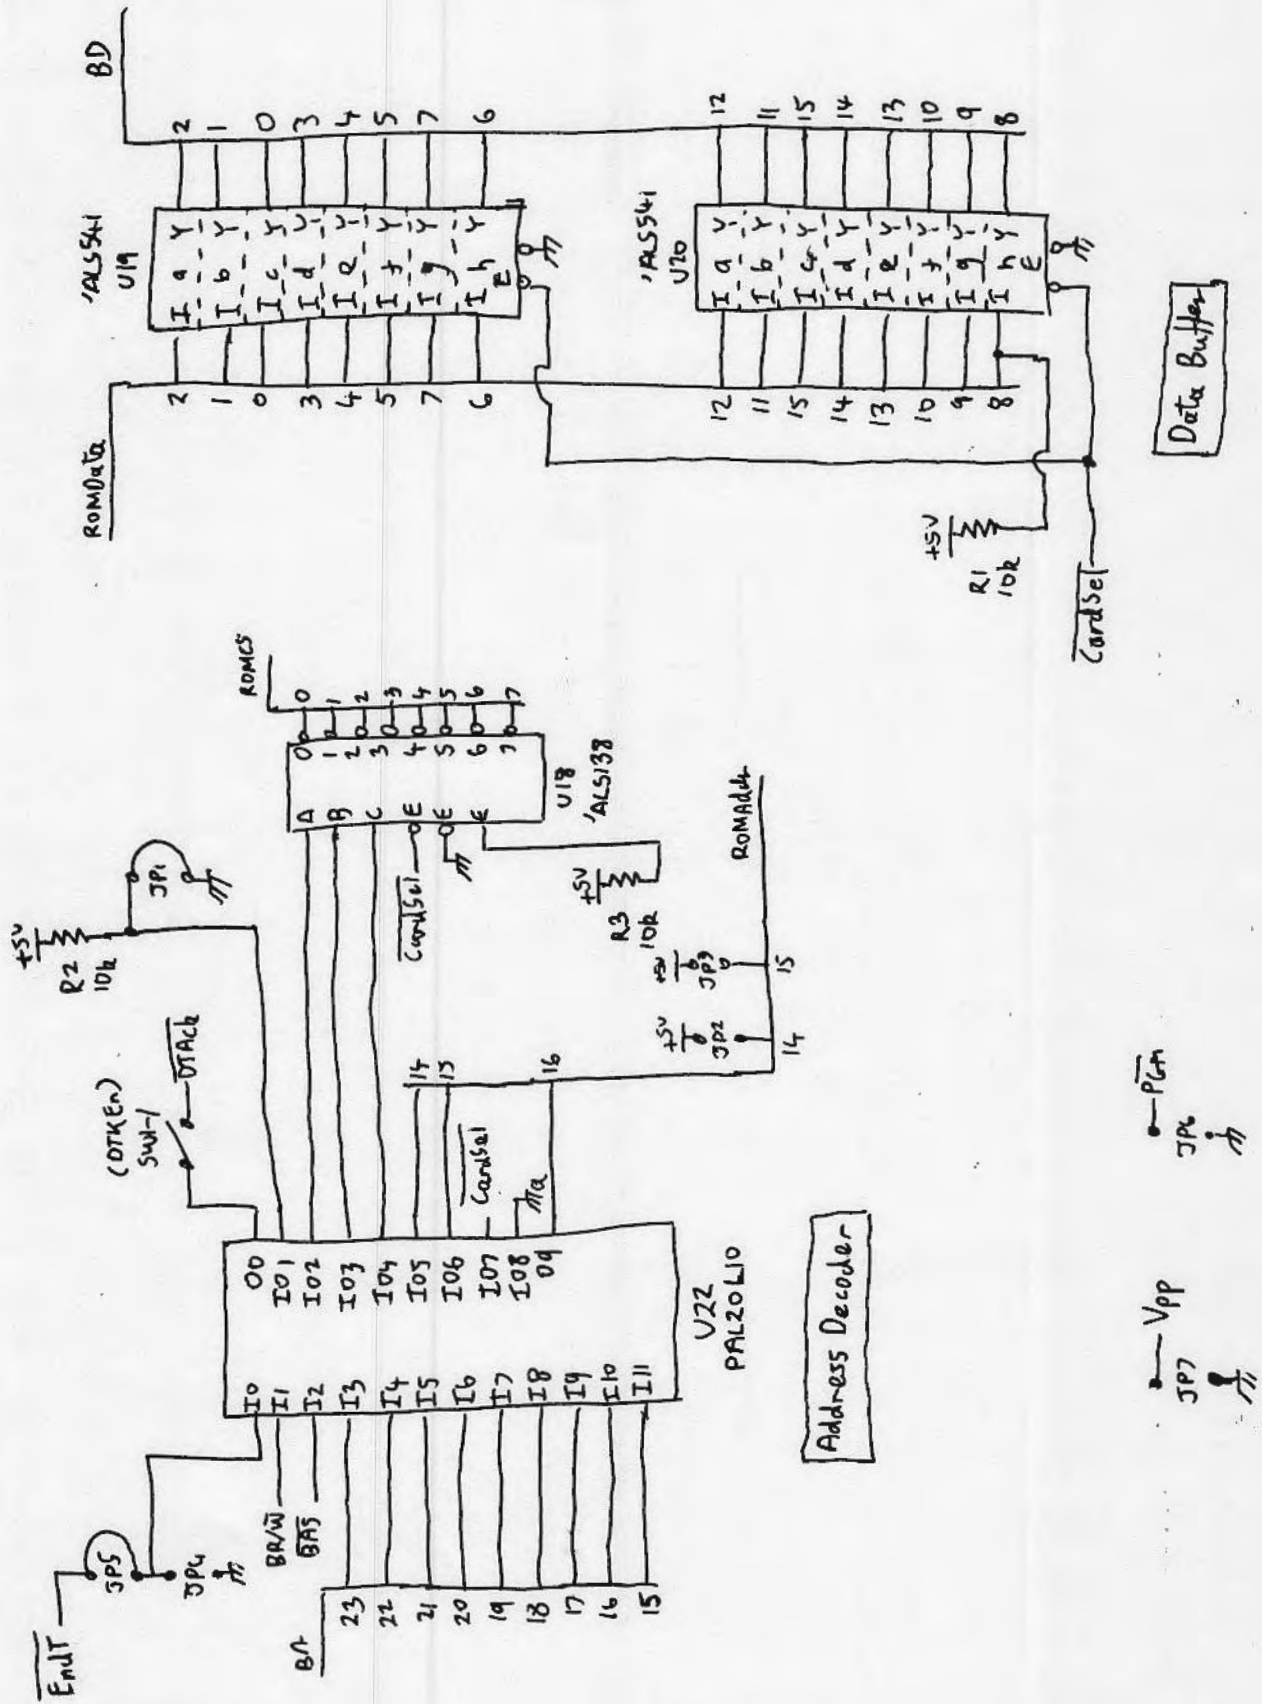 EndT
JP5
JP4
BR/W
BAS
BA
23
22
21
20
19
18
17
16
15
I0
I1
I2
I3
I4
I5
I6
I7
I8
I9
I10
I11
O0
IO1
IO2
IO3
IO4
IO5
IO6
IO7
IO8
O9
U22
PAL20L10
Address Decoder
(DTKEn)
SW1-1
DTAck
+5V
R2
10k
JP1
CardSel
14
15
16
+5V
JP2
14
+5V
JP3
15
ROMAddr
A
B
C
E
E
E
0
1
2
3
4
5
6
7
CardSel
+5V
R3
10k
U18
'ALS138
ROMCS
0
1
2
3
4
5
6
7
ROMData
2
1
0
3
4
5
7
6
'ALS541
U19
I a Y
I b Y
I c Y
I d Y
I e Y
I f Y
I g Y
I h Y
E
BD
2
1
0
3
4
5
7
6
12
11
15
14
13
10
9
8
'ALS541
U20
I a Y
I b Y
I c Y
I d Y
I e Y
I f Y
I g Y
I h Y
E
12
11
15
14
13
10
9
8
+5V
R1
10k
CardSel
Data Buffer
JP7
Vpp
JP6
PGM